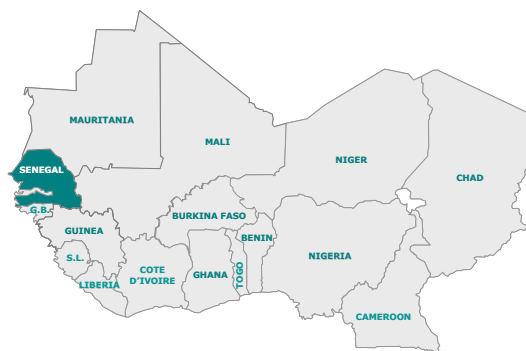 MAURITANIA
MALI
NIGER
CHAD
SENEGAL
G.B.
BURKINA FASO
GUINEA
BENIN
NIGERIA
S.L.
COTE
D'IVOIRE
GHANA
TOGO
LIBERIA
CAMEROON